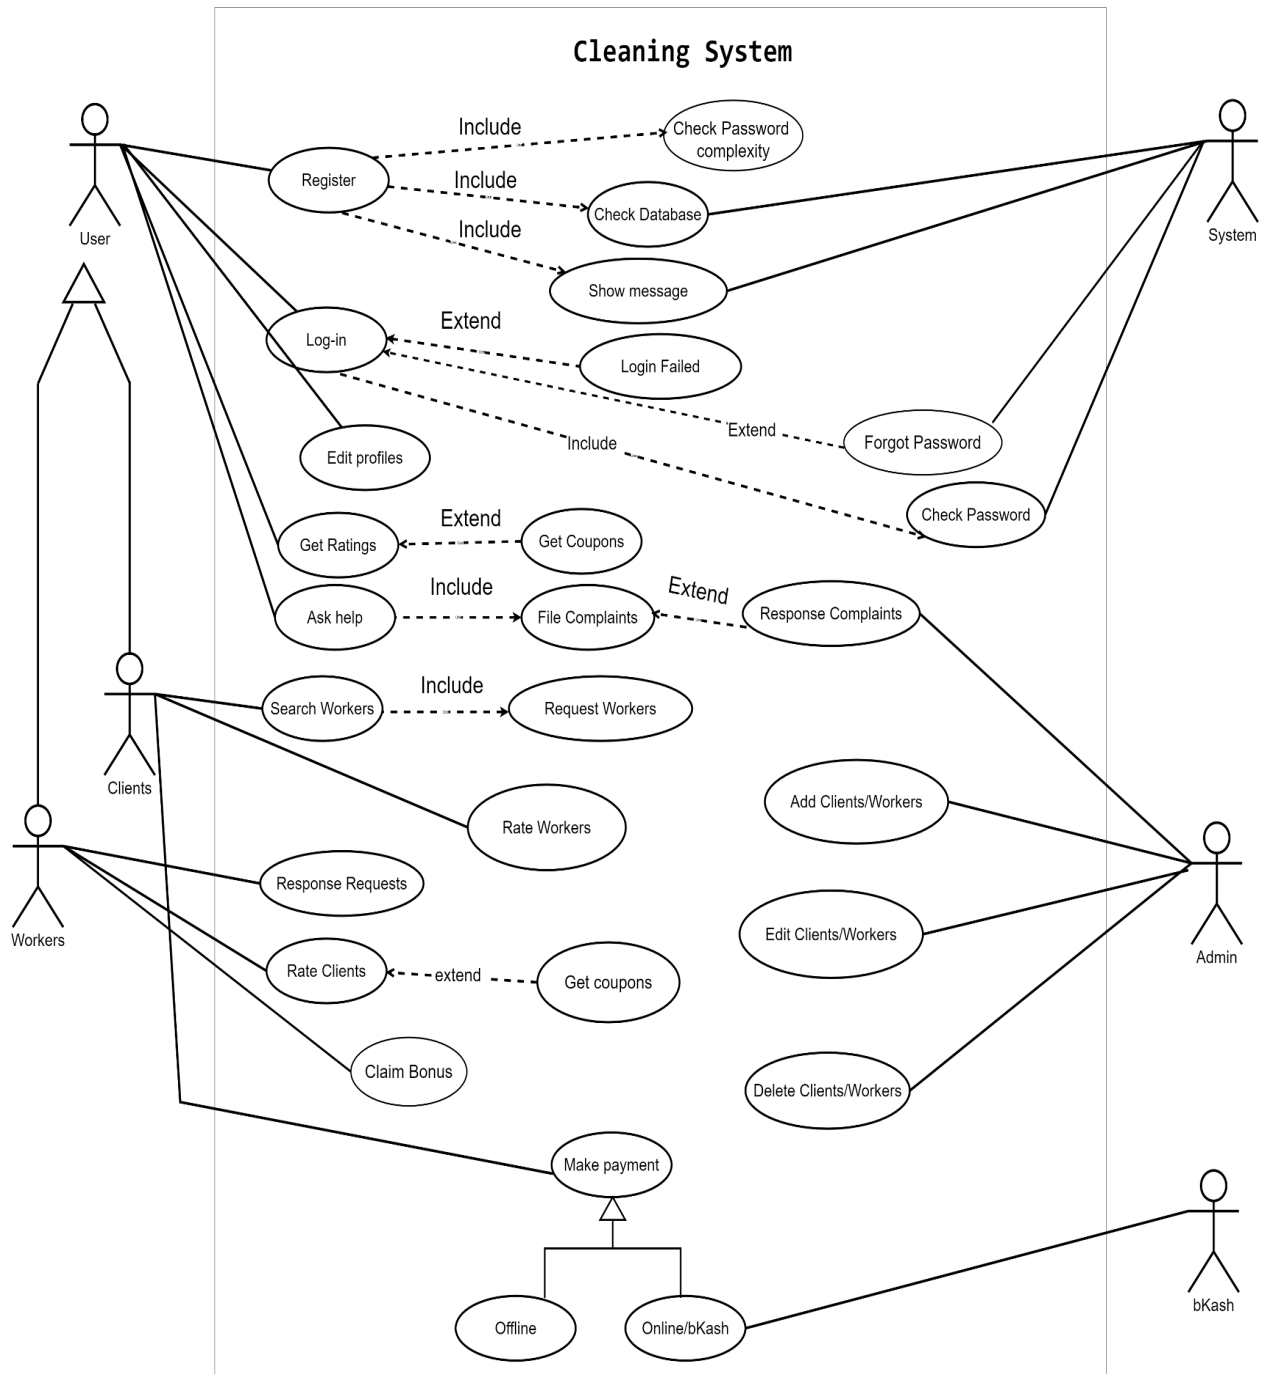 Cleaning System
Include
Check Password
complexity
Register
Include
Check Database
User
Include
System
Show message
Extend
Log-in
Login Failed
Extend
Forgot Password
Include
Edit profiles
Check Password
Extend
Get Ratings
Get Coupons
Include
Extend
Ask help
File Complaints
Response Complaints
Include
Search Workers
Request Workers
Clients
Add Clients/Workers
Rate Workers
Response Requests
Workers
Edit Clients/Workers
Admin
Rate Clients
extend
Get coupons
Claim Bonus
Delete Clients/Workers
Make payment
bKash
Offline
Online/bKash